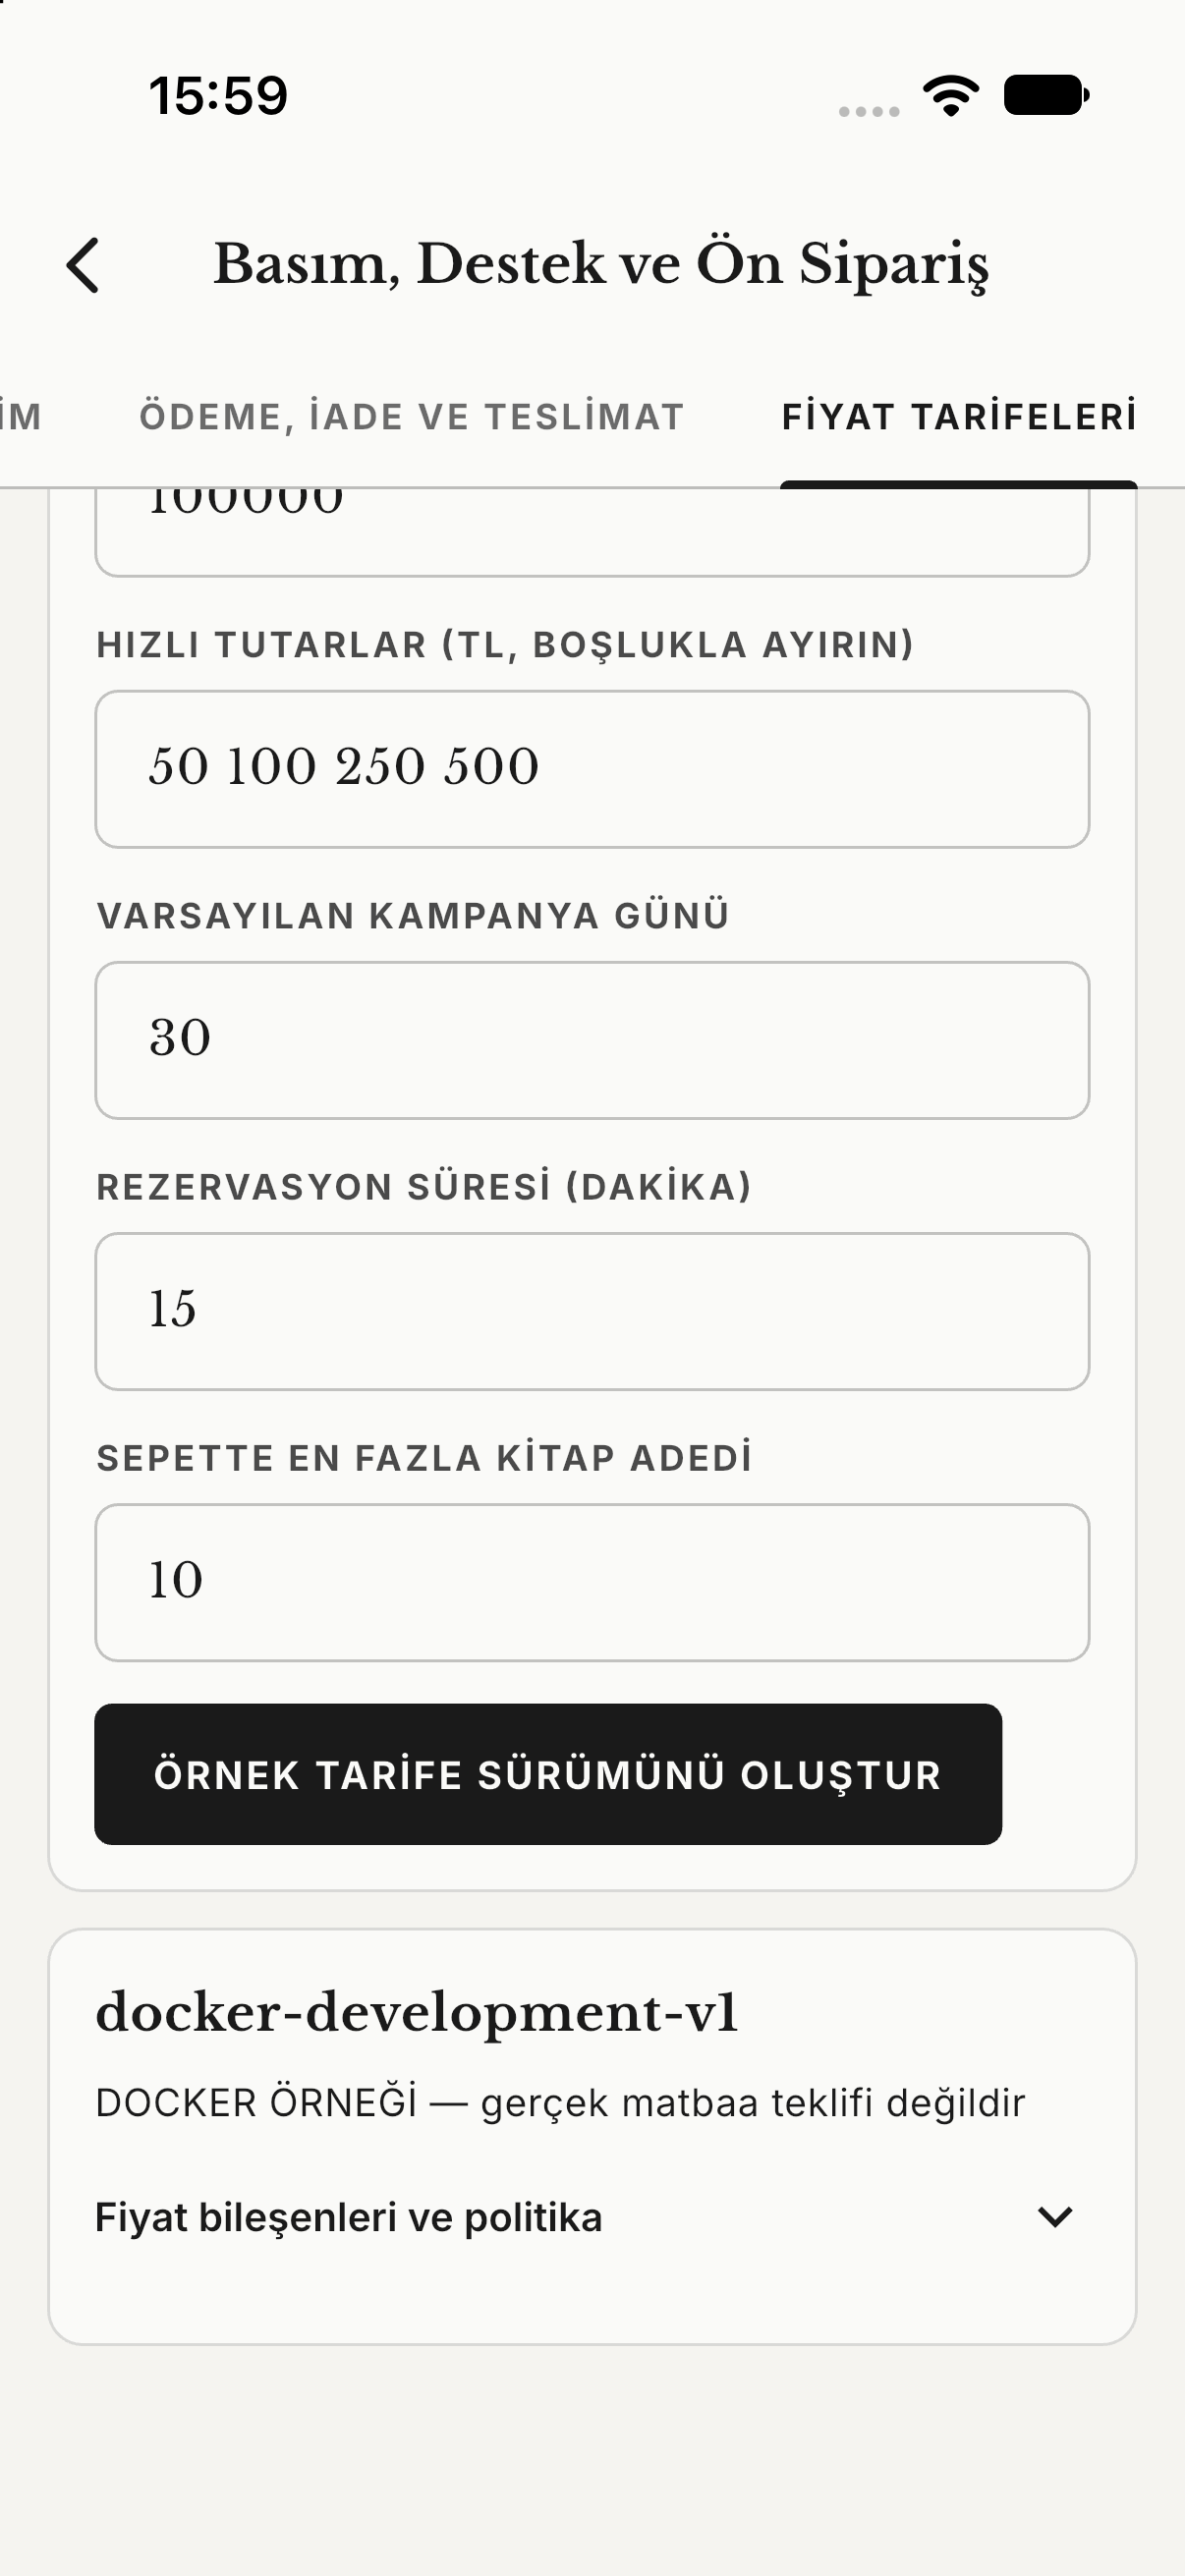 15:59
Basım, Destek ve Ön Sipariş
İM ÖDEME, İADE VE TESLİMAT FİYAT TARİFELERİ
100000
HIZLI TUTARLAR (TL, BOŞLUKLA AYIRIN)
50 100 250 500
VARSAYILAN KAMPANYA GÜNÜ
30
REZERVASYON SÜRESİ (DAKİKA)
15
SEPETTE EN FAZLA KİTAP ADEDİ
10
ÖRNEK TARİFE SÜRÜMÜNÜ OLUŞTUR
docker-development-v1
DOCKER ÖRNEĞİ — gerçek matbaa teklifi değildir
Fiyat bileşenleri ve politika